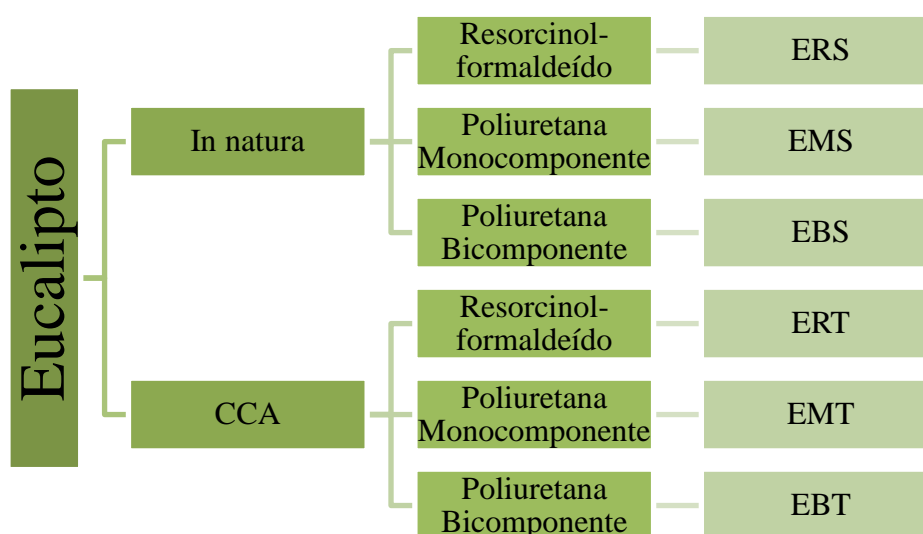 Eucalipto
In natura
Resorcinol-
formaldeído
ERS
Poliuretana
Monocomponente
EMS
Poliuretana
Bicomponente
EBS
CCA
Resorcinol-
formaldeído
ERT
Poliuretana
Monocomponente
EMT
Poliuretana
Bicomponente
EBT